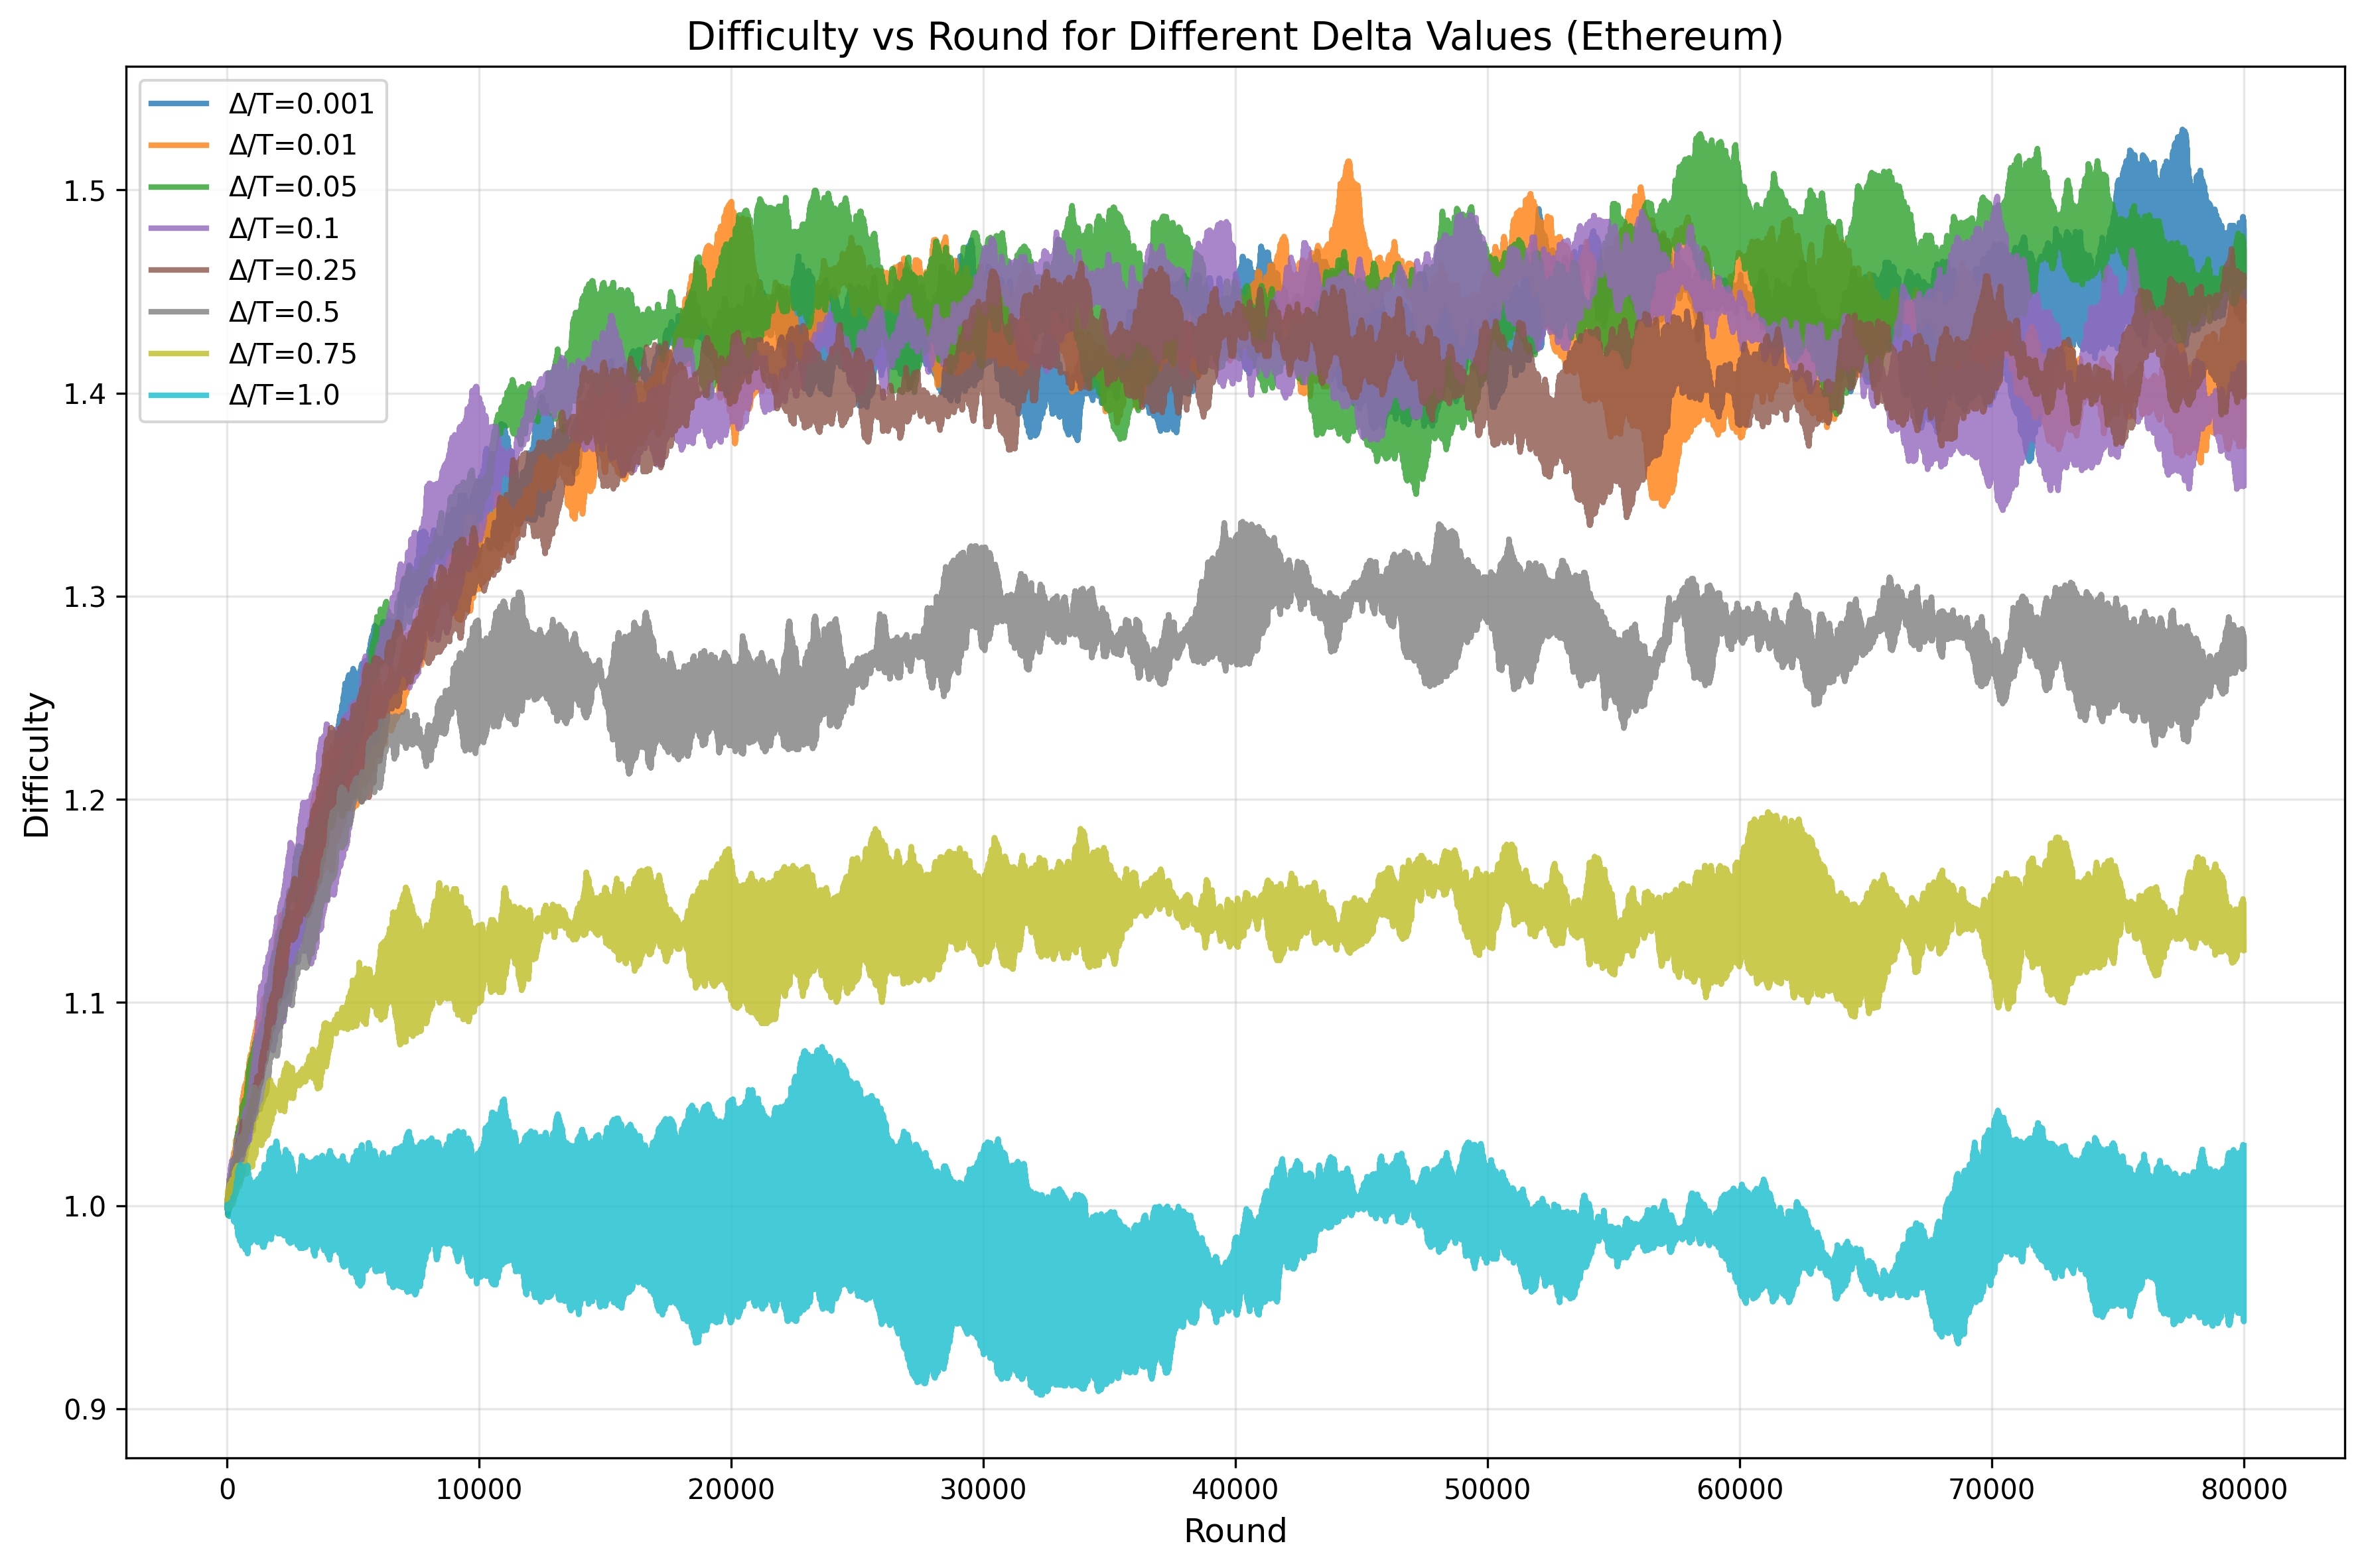 Difficulty vs Round for Different Delta Values (Ethereum)
Δ/T=0.001
Δ/T=0.01
Δ/T=0.05
Δ/T=0.1
Δ/T=0.25
Δ/T=0.5
Δ/T=0.75
Δ/T=1.0
Difficulty
1.5
1.4
1.3
1.2
1.1
1.0
0.9
0 10000 20000 30000 40000 50000 60000 70000 80000
Round